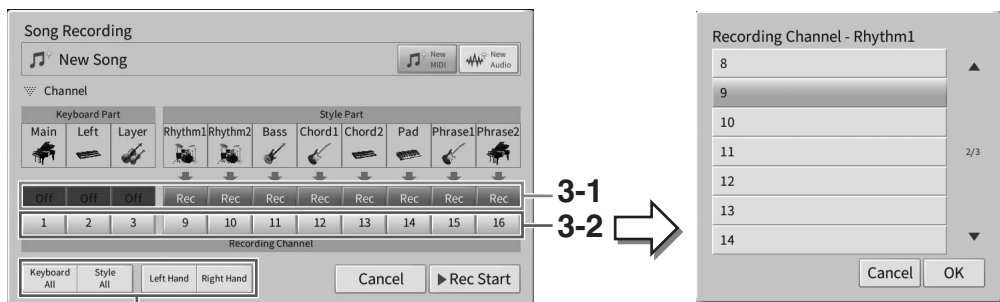 Song Recording
New Song
New MIDI
New Audio
Channel
Keyboard Part Style Part
Main Left Layer Rhythm1 Rhythm2 Bass Chord1 Chord2 Pad Phrase1 Phrase2
Off Off Off Rec Rec Rec Rec Rec Rec Rec Rec
3-1
1 2 3 9 10 11 12 13 14 15 16
3-2
Recording Channel
Keyboard All Style All Left Hand Right Hand Cancel Rec Start
Recording Channel - Rhythm1
8
9
10
11
2/3
12
13
14
Cancel OK